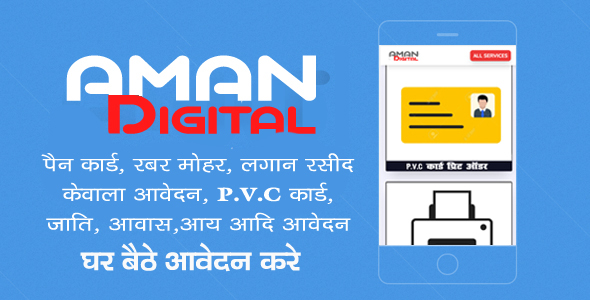 AMAN
DIGITAL
पैन कार्ड, रबर मोहर, लगान रसीद
केवाला आवेदन, P.V.C कार्ड,
जाति, आवास,आय आदि आवेदन
घर बैठे आवेदन करे
AMAN
DIGITAL
ALL SERVICES
P.V.C कार्ड प्रिंट ऑडर